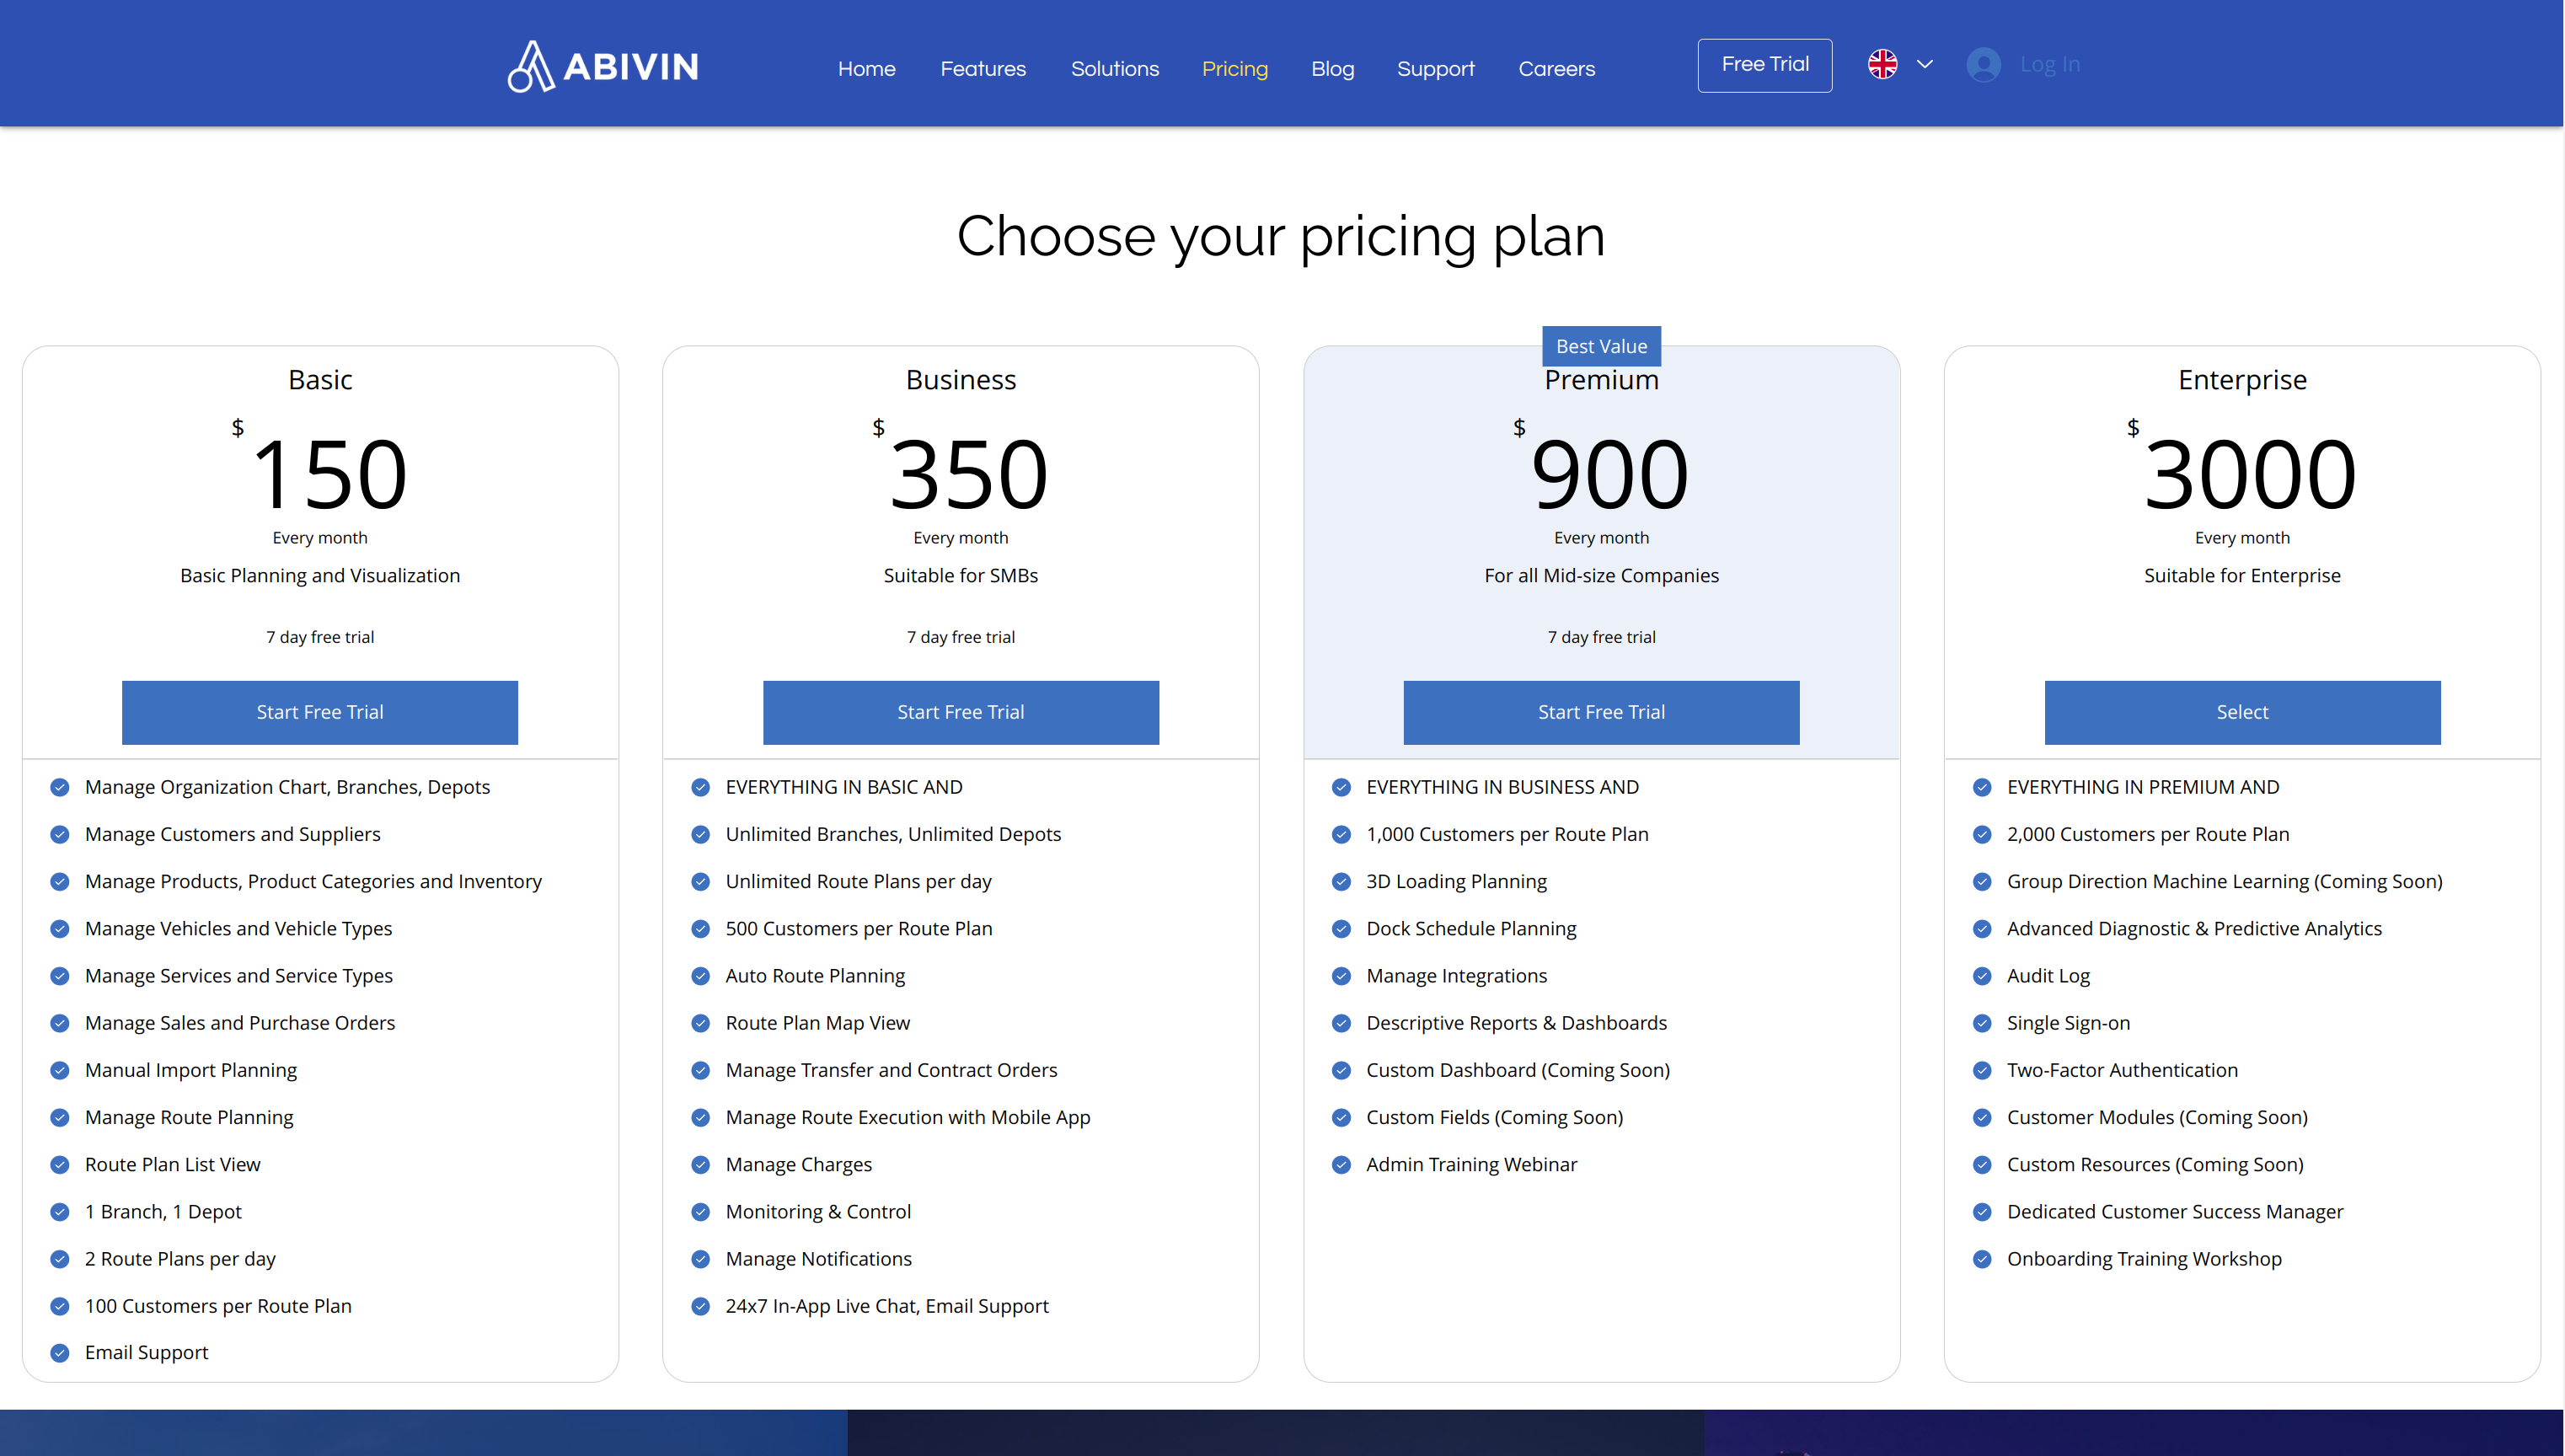 ABIVIN
Home
Features
Solutions
Pricing
Blog
Support
Careers
Free Trial
Log In
Choose your pricing plan
Basic
$
150
Every month
Basic Planning and Visualization
7 day free trial
Start Free Trial
Manage Organization Chart, Branches, Depots
Manage Customers and Suppliers
Manage Products, Product Categories and Inventory
Manage Vehicles and Vehicle Types
Manage Services and Service Types
Manage Sales and Purchase Orders
Manual Import Planning
Manage Route Planning
Route Plan List View
1 Branch, 1 Depot
2 Route Plans per day
100 Customers per Route Plan
Email Support
Business
$
350
Every month
Suitable for SMBs
7 day free trial
Start Free Trial
EVERYTHING IN BASIC AND
Unlimited Branches, Unlimited Depots
Unlimited Route Plans per day
500 Customers per Route Plan
Auto Route Planning
Route Plan Map View
Manage Transfer and Contract Orders
Manage Route Execution with Mobile App
Manage Charges
Monitoring & Control
Manage Notifications
24x7 In-App Live Chat, Email Support
Best Value
Premium
$
900
Every month
For all Mid-size Companies
7 day free trial
Start Free Trial
EVERYTHING IN BUSINESS AND
1,000 Customers per Route Plan
3D Loading Planning
Dock Schedule Planning
Manage Integrations
Descriptive Reports & Dashboards
Custom Dashboard (Coming Soon)
Custom Fields (Coming Soon)
Admin Training Webinar
Enterprise
$
3000
Every month
Suitable for Enterprise
Select
EVERYTHING IN PREMIUM AND
2,000 Customers per Route Plan
Group Direction Machine Learning (Coming Soon)
Advanced Diagnostic & Predictive Analytics
Audit Log
Single Sign-on
Two-Factor Authentication
Customer Modules (Coming Soon)
Custom Resources (Coming Soon)
Dedicated Customer Success Manager
Onboarding Training Workshop